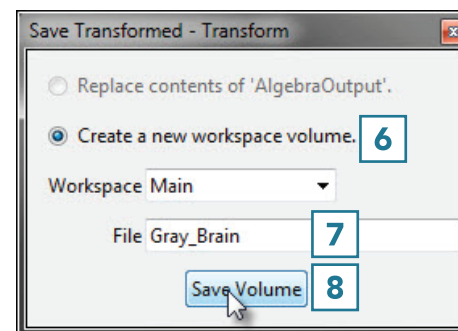 Save Transformed - Transform
Replace contents of 'AlgebraOutput'.
Create a new workspace volume. 6
Workspace Main
File Gray_Brain 7
Save Volume 8